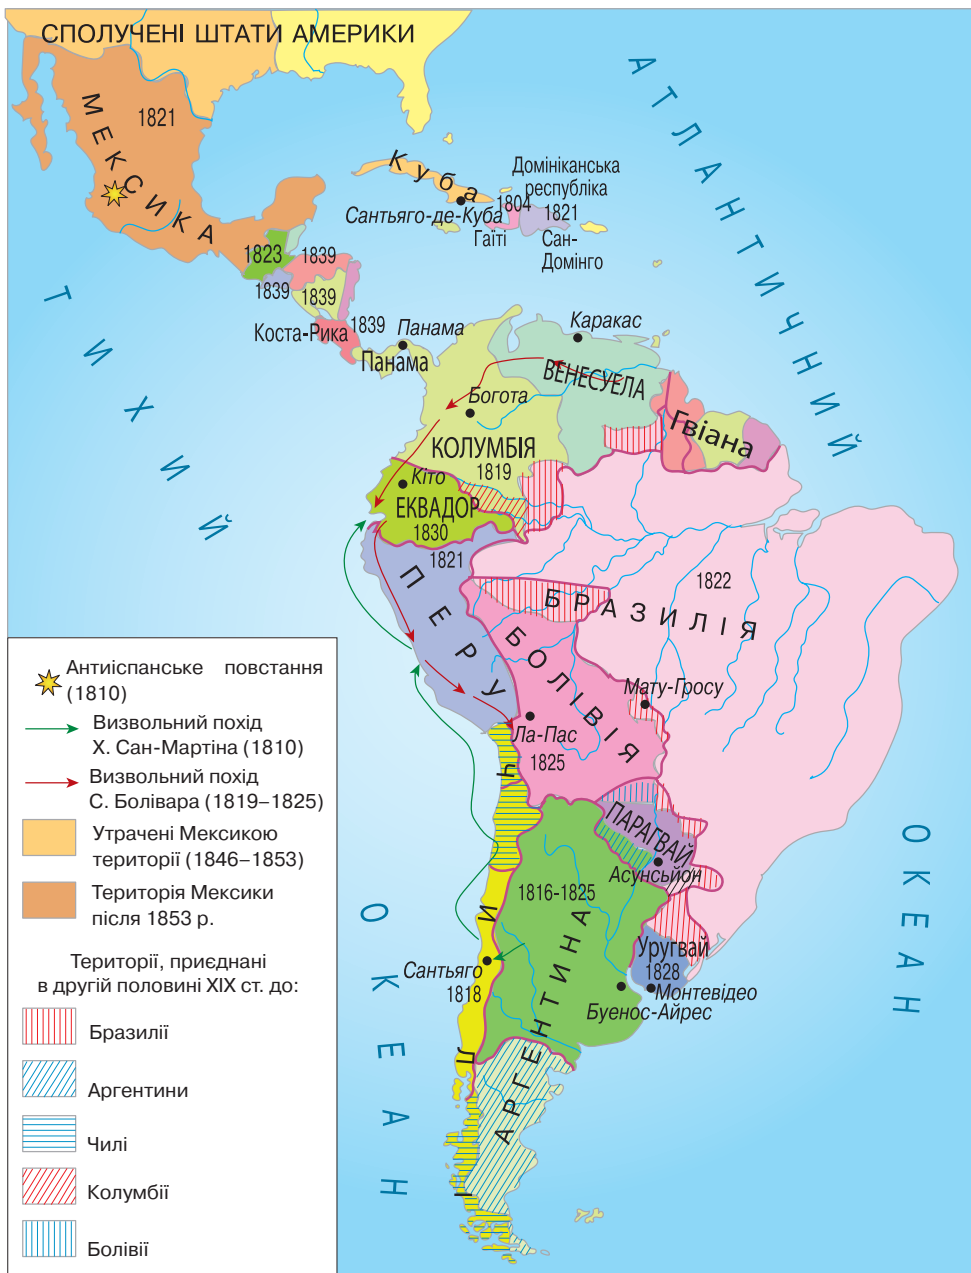 СПОЛУЧЕНІ ШТАТИ АМЕРИКИ
МЕКСИКА
1821
АТЛАНТИЧНИЙ
ОКЕАН
ТИХИЙ
ОКЕАН
Куба
Сантьяго-де-Куба
Домініканська
республіка
1804
1821
Гаїті
Сан-
Домінго
1823
1839
1839
1839
1839
Коста-Рика
Панама
Панама
Каракас
ВЕНЕСУЕЛА
Гвіана
Богота
КОЛУМБІЯ
1819
Кіто
ЕКВАДОР
1830
1821
ПЕРУ
1822
БРАЗИЛІЯ
БОЛІВІЯ
Мату-Гросу
Ла-Пас
1825
ПАРАГВАЙ
Асунсьйон
1816-1825
АРГЕНТИНА
ЧИЛІ
Сантьяго
1818
Уругвай
1828
Монтевідео
Буенос-Айрес
Антиіспанське повстання
(1810)
Визвольний похід
Х. Сан-Мартіна (1810)
Визвольний похід
С. Болівара (1819–1825)
Утрачені Мексикою
території (1846–1853)
Територія Мексики
після 1853 р.
Території, приєднані
в другій половині ХІХ ст. до:
Бразилії
Аргентини
Чилі
Колумбії
Болівії